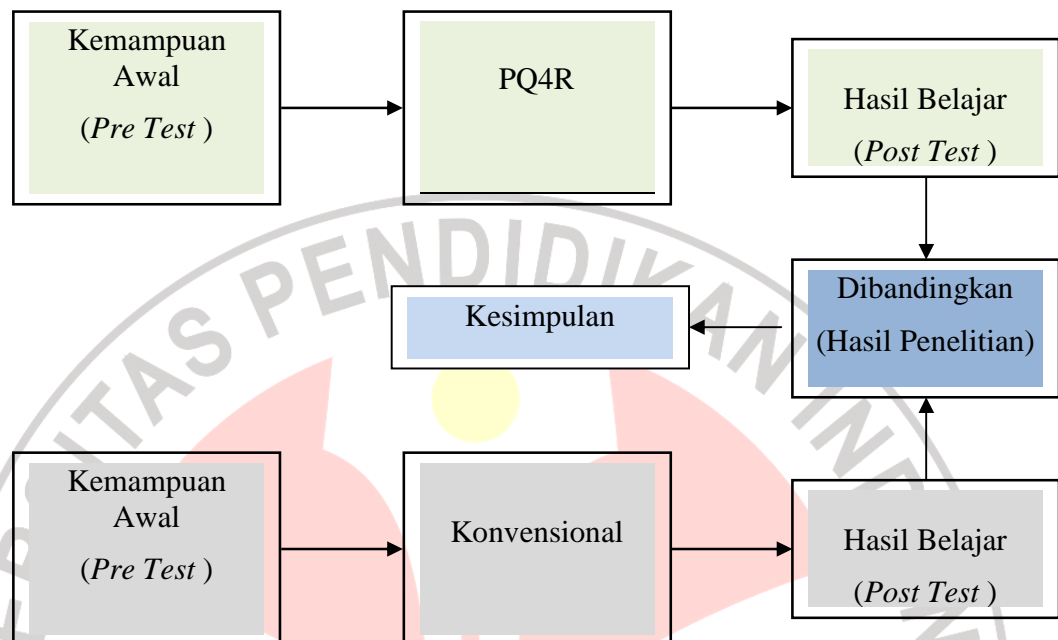 Kemampuan
Awal
(Pre Test )
PQ4R
Hasil Belajar
(Post Test )
Dibandingkan
(Hasil Penelitian)
Kesimpulan
Kemampuan
Awal
(Pre Test )
Konvensional
Hasil Belajar
(Post Test )
PENDIDIKAN